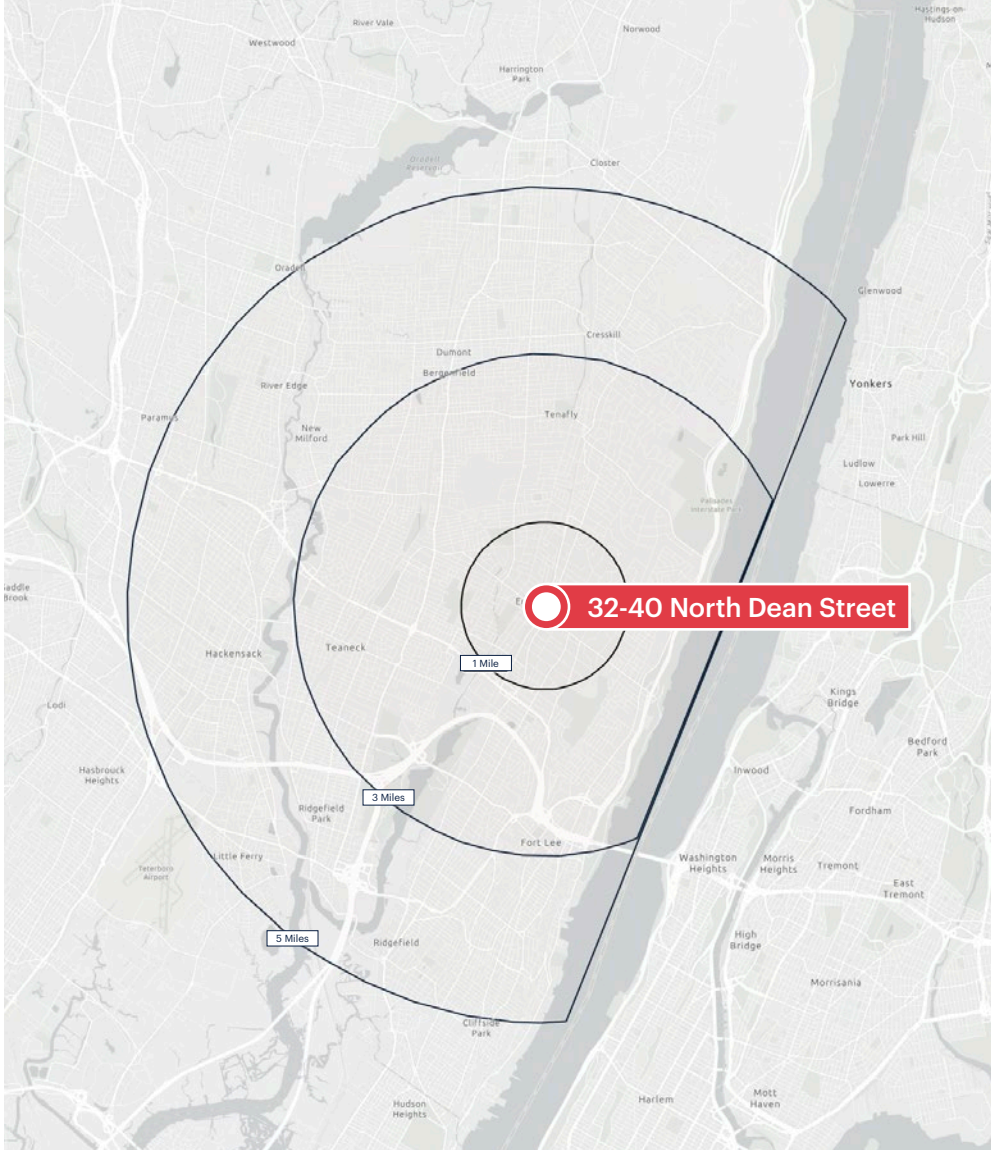 Hastings-on-
Hudson
River Vale
Norwood
Westwood
Harrington
Park
Oradell
Reservoir
Closter
Oradell
Glenwood
Cresskill
Dumont
Bergenfield
River Edge
Yonkers
Tenafly
Paramus
New
Milford
Park Hill
Ludlow
Lowerre
Palisades
Interstate Park
Saddle
Brook
32-40 North Dean Street
Teaneck
Hackensack
1 Mile
Kings
Bridge
Lodi
Bedford
Park
Inwood
Hasbrouck
Heights
3 Miles
Ridgefield
Park
Fordham
Fort Lee
Little Ferry
Washington
Heights
Morris
Heights
Tremont
Teterboro
Airport
East
Tremont
5 Miles
Ridgefield
High
Bridge
Morrisania
Cliffside
Park
Hudson
Heights
Harlem
Mott
Haven